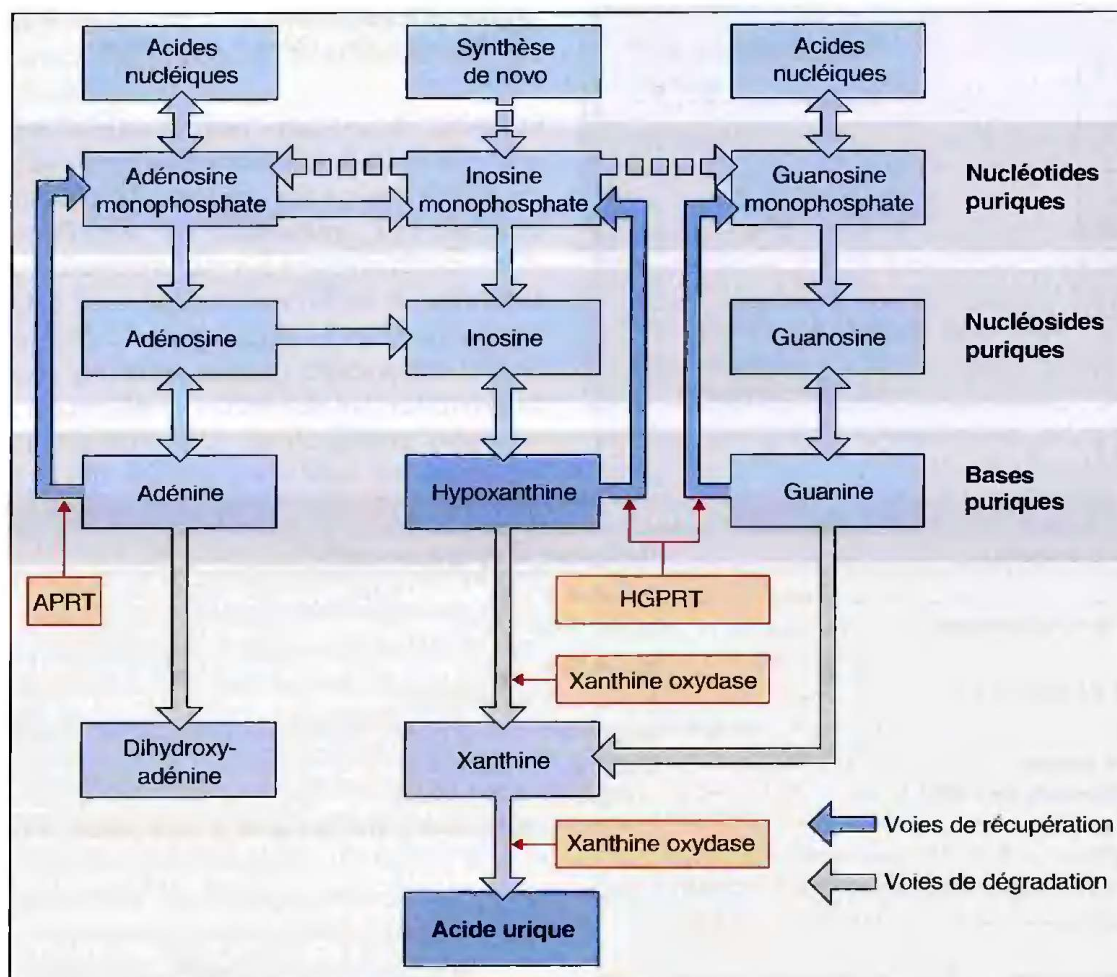 Acides
nucléiques
Synthèse
de novo
Acides
nucléiques
Adénosine
monophosphate
Inosine
monophosphate
Guanosine
monophosphate
Nucléotides
puriques
Adénosine
Inosine
Guanosine
Nucléosides
puriques
Adénine
Hypoxanthine
Guanine
Bases
puriques
APRT
HGPRT
Xanthine oxydase
Dihydroxy-
adénine
Xanthine
Voies de récupération
Xanthine oxydase
Voies de dégradation
Acide urique